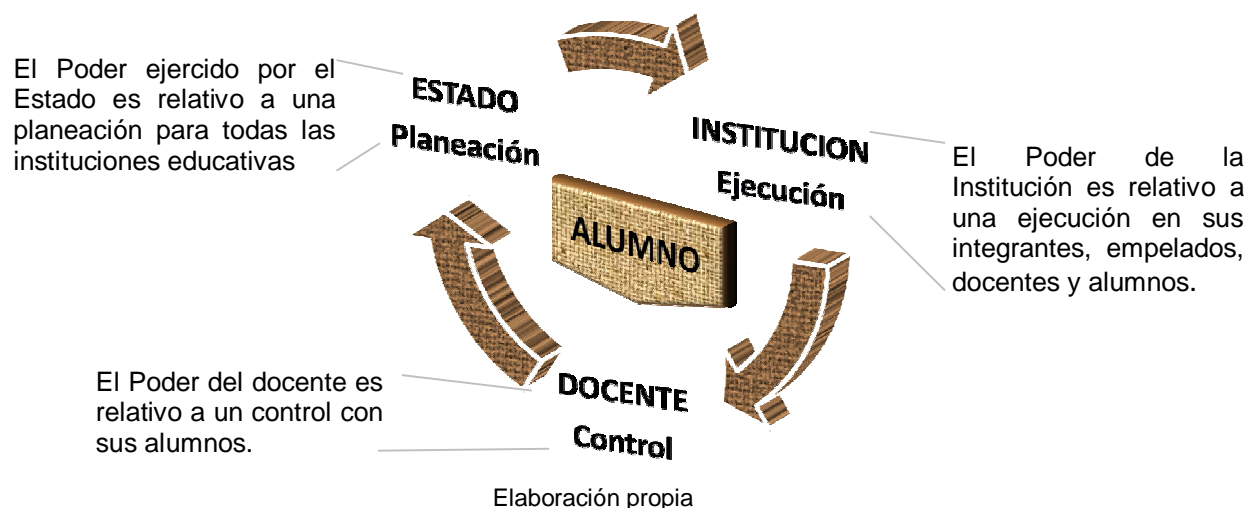 El Poder ejercido por el
Estado es relativo a una
planeación para todas las
instituciones educativas
ESTADO
Planeación
INSTITUCION
Ejecución
El Poder de la
Institución es relativo a
una ejecución en sus
integrantes, empelados,
docentes y alumnos.
ALUMNO
El Poder del docente es
relativo a un control con
sus alumnos.
DOCENTE
Control
Elaboración propia